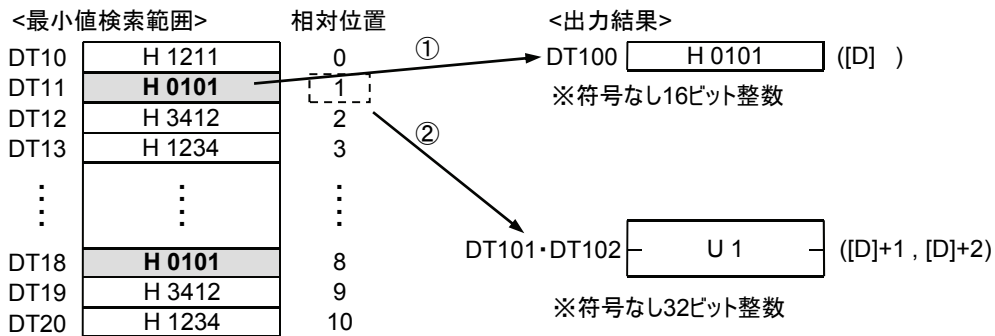 <最小値検索範囲> 相対位置 <出力結果>
DT10 H 1211 0 ① DT100 H 0101 ([D] )
DT11 H 0101 1 ※符号なし16ビット整数
DT12 H 3412 2 ②
DT13 H 1234 3
DT18 H 0101 8 DT101・DT102 U 1 ([D]+1 , [D]+2)
DT19 H 3412 9 ※符号なし32ビット整数
DT20 H 1234 10